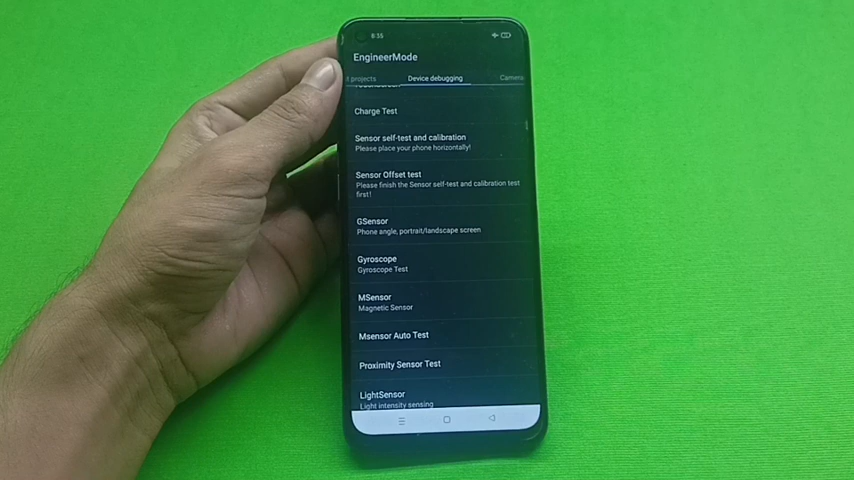 8:36
EngineerMode
t projects Device debugging Camera
Charge Test
Sensor self-test and calibration
Please place your phone horizontally!
Sensor Offset test
Please finish the Sensor self-test and calibration test
first!
GSensor
Phone angle, portrait/landscape screen
Gyroscope
Gyroscope Test
MSensor
Magnetic Sensor
Msensor Auto Test
Proximity Sensor Test
LightSensor
Light intensity sensing